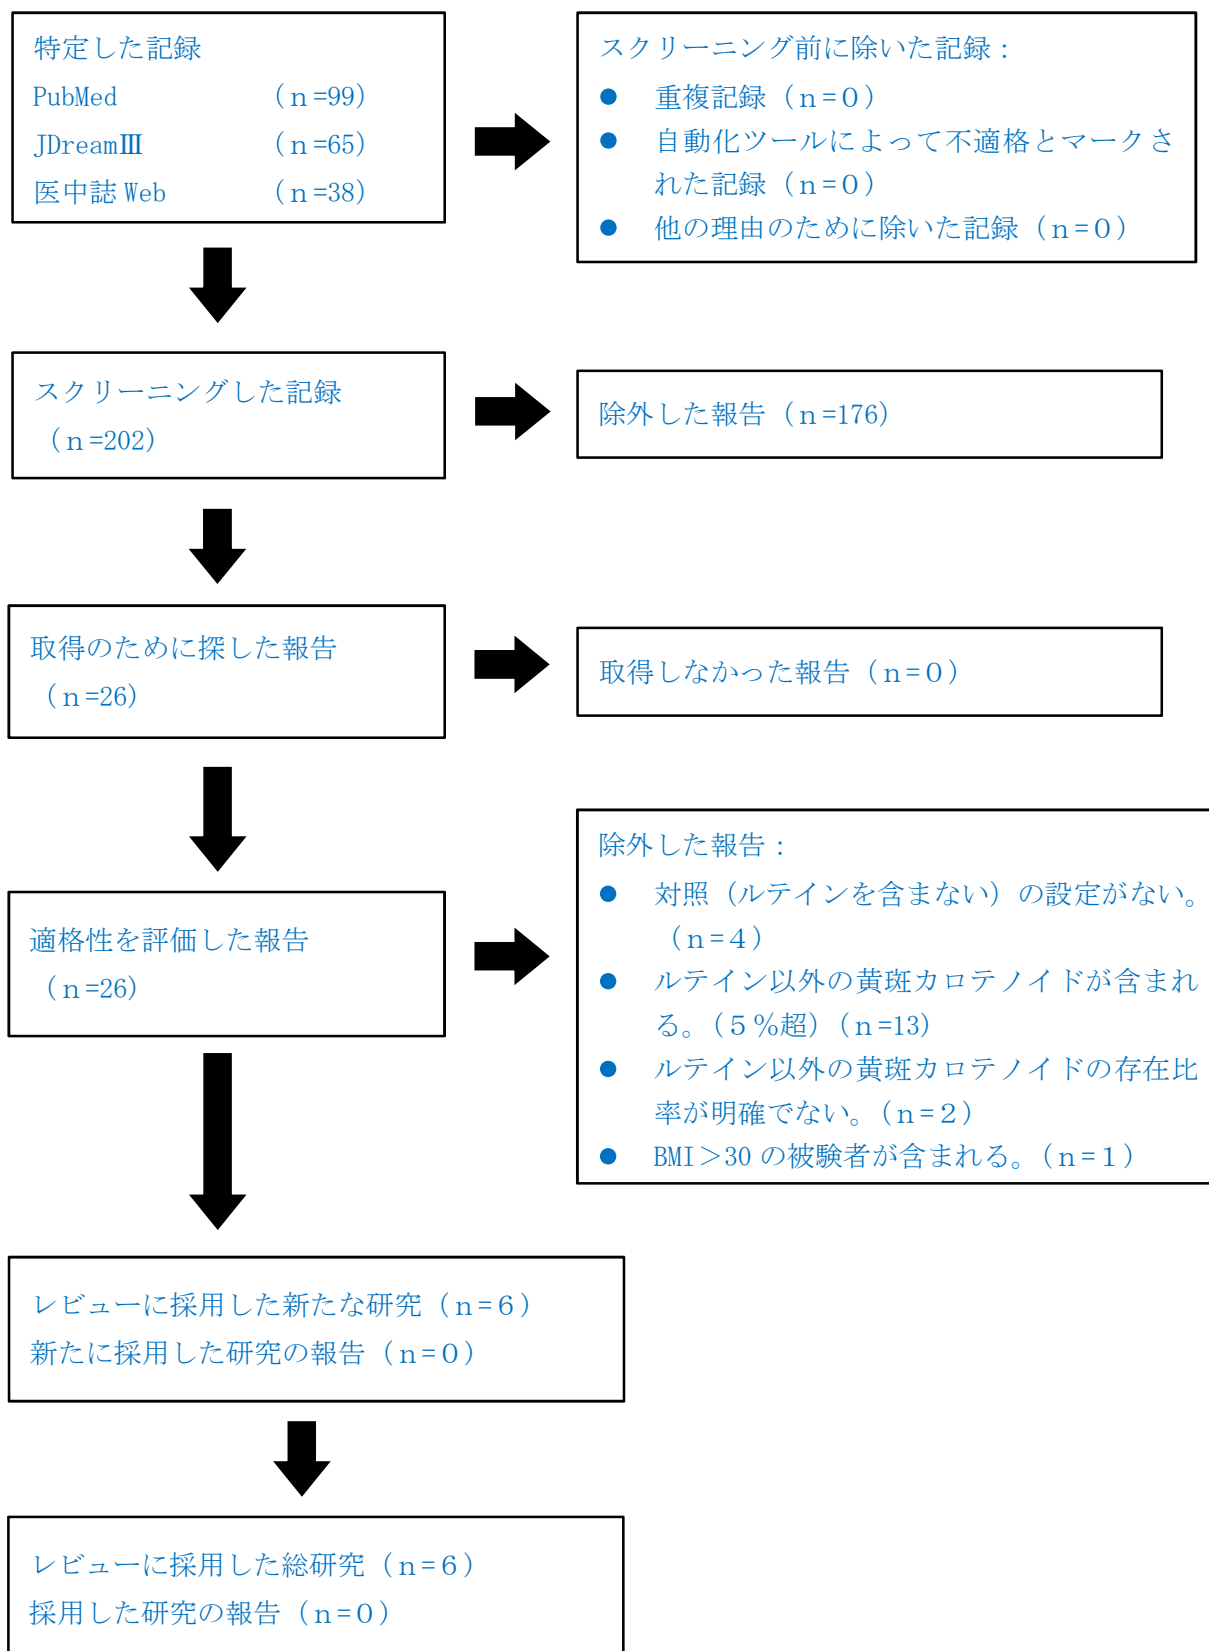 特定した記録
PubMed (n=99)
JDreamⅢ (n=65)
医中誌 Web (n=38)
スクリーニング前に除いた記録:
● 重複記録(n=0)
● 自動化ツールによって不適格とマークさ
れた記録(n=0)
● 他の理由のために除いた記録(n=0)
スクリーニングした記録
(n=202)
除外した報告(n=176)
取得のために探した報告
(n=26)
取得しなかった報告(n=0)
適格性を評価した報告
(n=26)
除外した報告:
● 対照(ルテインを含まない)の設定がない。
(n=4)
● ルテイン以外の黄斑カロテノイドが含まれ
る。(5%超)(n=13)
● ルテイン以外の黄斑カロテノイドの存在比
率が明確でない。(n=2)
● BMI>30 の被験者が含まれる。(n=1)
レビューに採用した新たな研究(n=6)
新たに採用した研究の報告(n=0)
レビューに採用した総研究(n=6)
採用した研究の報告(n=0)